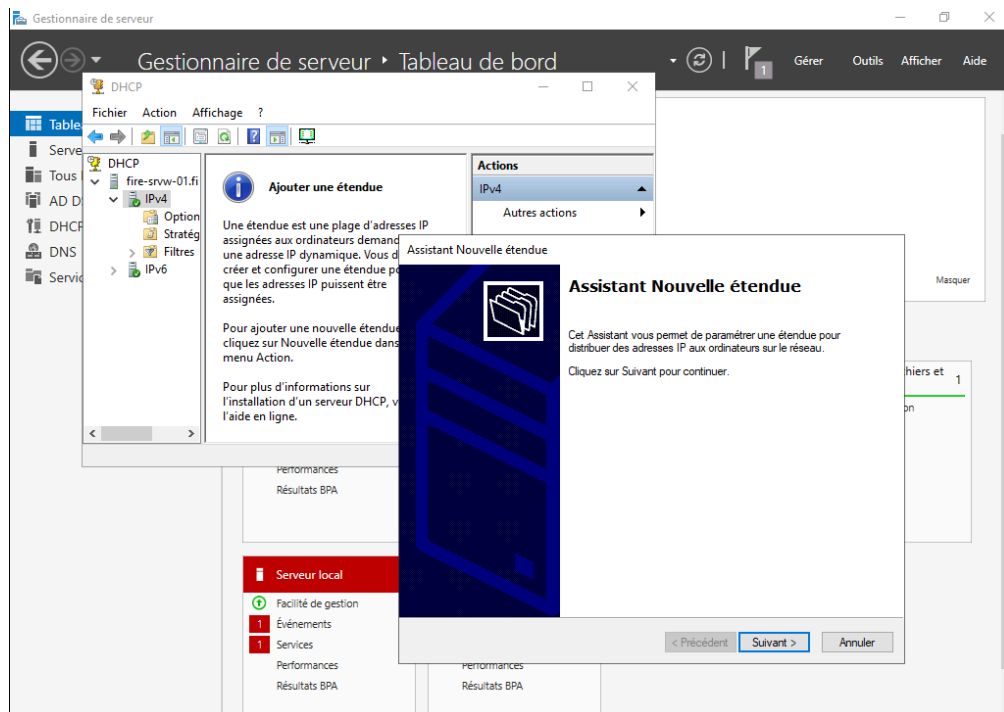 Gestionnaire de serveur
Gestionnaire de serveur • Tableau de bord
1
Gérer
Outils
Afficher
Aide
DHCP
Fichier Action Affichage ?
Serve
Tous
AD D
DHCP
DNS
Servic
DHCP
fire-srvw-01.fi
IPv4
Option
Stratég
Filtres
IPv6
Ajouter une étendue
Une étendue est une plage d'adresses IP
assignées aux ordinateurs demand
une adresse IP dynamique. Vous d
créer et configurer une étendue po
que les adresses IP puissent être
assignées.
Pour ajouter une nouvelle étendue
cliquez sur Nouvelle étendue dans
menu Action.
Pour plus d'informations sur
l'installation d'un serveur DHCP, v
l'aide en ligne.
Actions
IPv4
Autres actions
Assistant Nouvelle étendue
Assistant Nouvelle étendue
Cet Assistant vous permet de paramétrer une étendue pour
distribuer des adresses IP aux ordinateurs sur le réseau.
Cliquez sur Suivant pour continuer.
< Précédent
Suivant >
Annuler
Masquer
hiers et 1
on
Performances
Résultats BPA
Serveur local
Facilité de gestion
1 Événements
1 Services
Performances
Résultats BPA
Performances
Résultats BPA